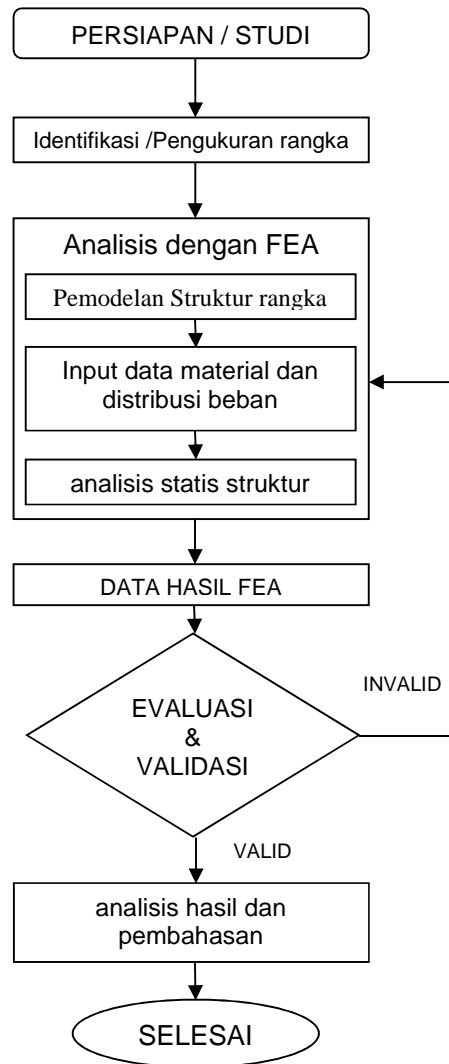 PERSIAPAN / STUDI
Identifikasi /Pengukuran rangka
Analisis dengan FEA
Pemodelan Struktur rangka
Input data material dan
distribusi beban
analisis statis struktur
DATA HASIL FEA
INVALID
EVALUASI
&
VALIDASI
VALID
analisis hasil dan
pembahasan
SELESAI